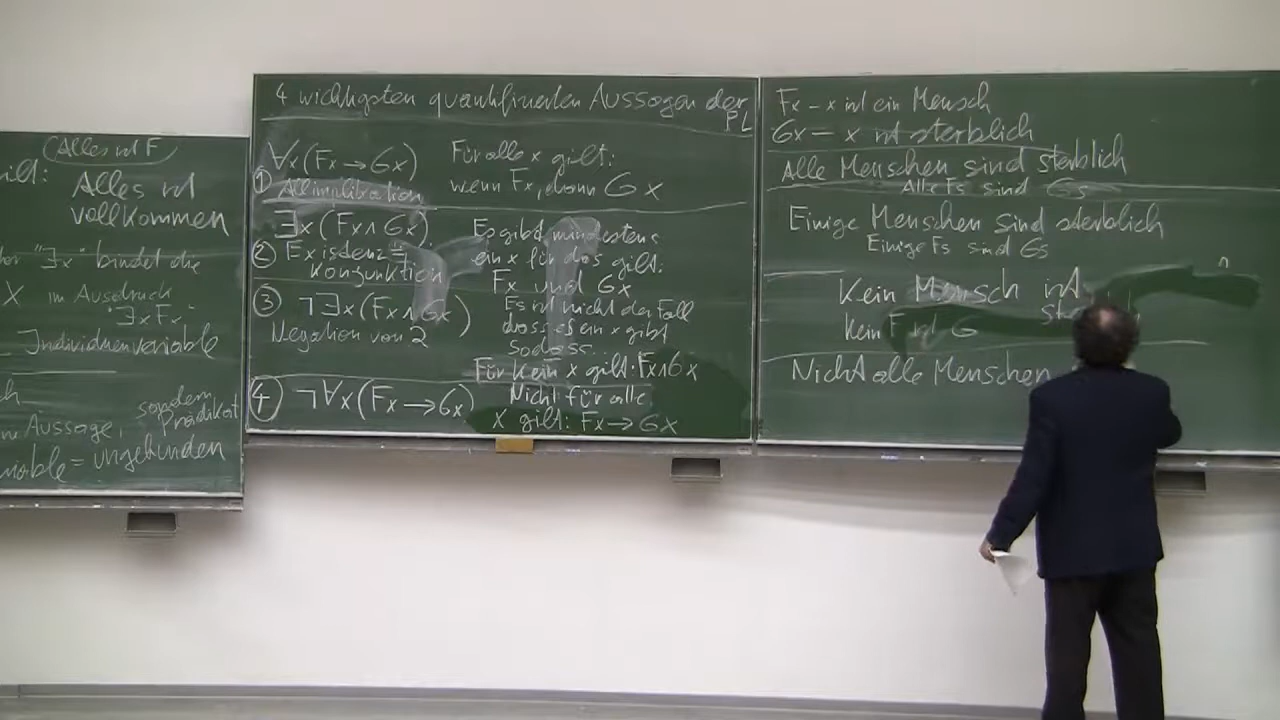 (Alles ist F)
gilt:
Alles ist
vollkommen
"∃x" bindet die
X im Ausdruck
"∃xFx"
Individuenvariable
sondern
Aussage, Prädikat
= ungebunden
4 wichtigsten quantifizierten Aussagen der
PL
∀x(Fx→Gx)
① Allimplikation
Für alle x gilt:
wenn Fx, dann Gx
∃x(Fx∧Gx)
② Existenz=
konjunktion
Es gibt mindestens
ein x für das gilt:
Fx und Gx
③ ¬∃x(Fx∧Gx)
Negation von 2
Es ist nicht der Fall
dass es ein x gibt
sodass...
Für kein x gilt: Fx∧Gx
④ ¬∀x(Fx→Gx)
Nicht für alle
x gilt: Fx→Gx
Fx – x ist ein Mensch
Gx – x ist sterblich
Alle Menschen sind sterblich
Alle Fs sind Gs
Einige Menschen sind sterblich
Einige Fs sind Gs
Kein Mensch ist
Kein F ist G
Nicht alle Menschen